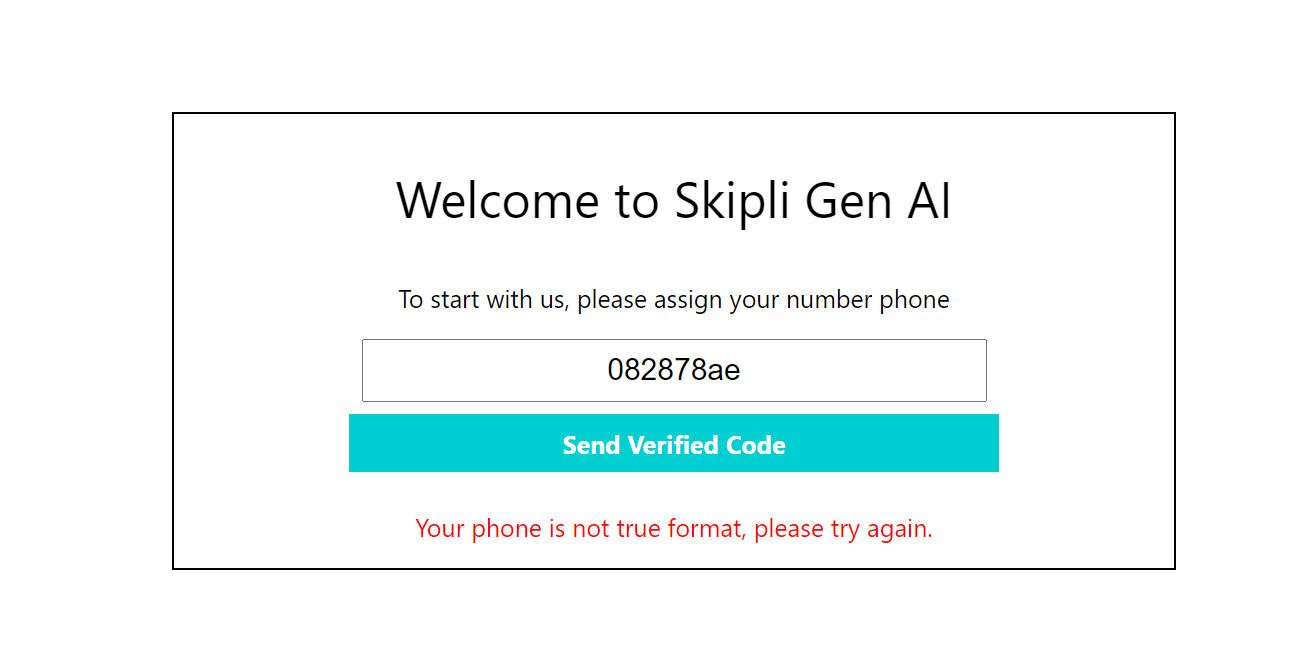 Welcome to Skipli Gen AI
To start with us, please assign your number phone
082878ae
Send Verified Code
Your phone is not true format, please try again.